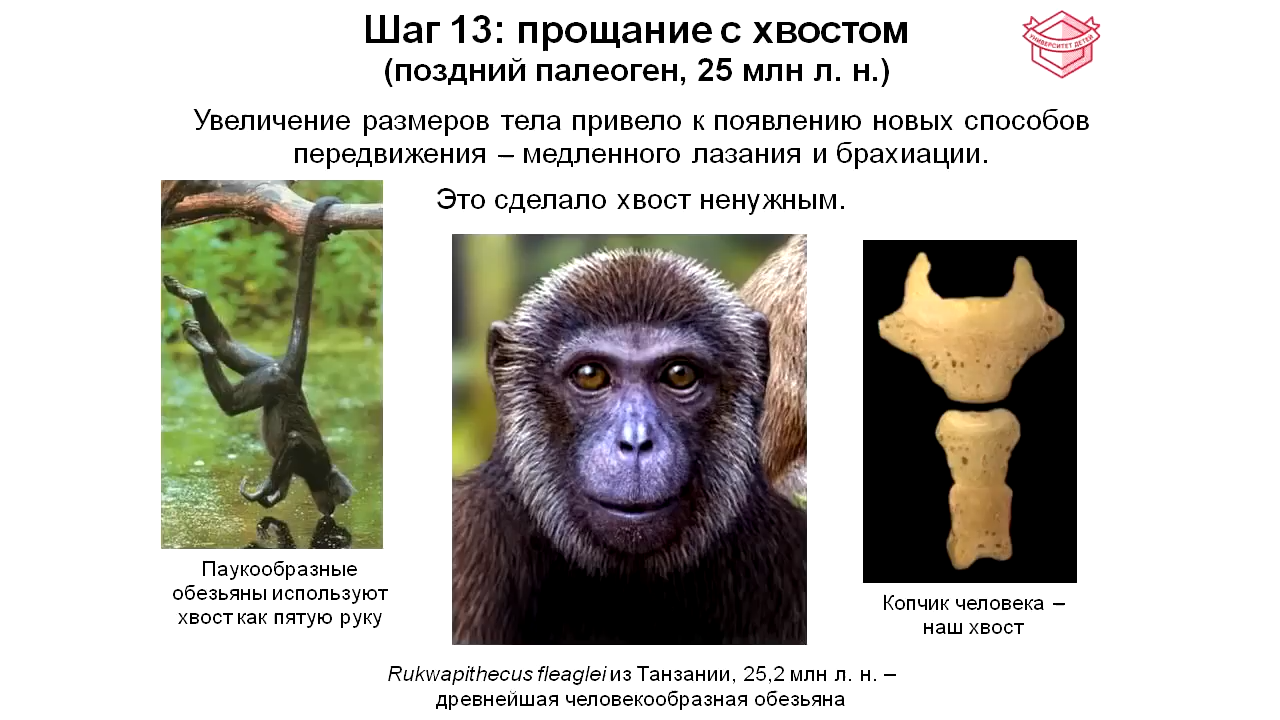 Шаг 13: прощание с хвостом
(поздний палеоген, 25 млн л. н.)
УНИВЕРСИТЕТ ДЕТЕЙ
Увеличение размеров тела привело к появлению новых способов
передвижения – медленного лазания и брахиации.
Это сделало хвост ненужным.
Паукообразные
обезьяны используют
хвост как пятую руку
Копчик человека –
наш хвост
Rukwapithecus fleaglei из Танзании, 25,2 млн л. н. –
древнейшая человекообразная обезьяна